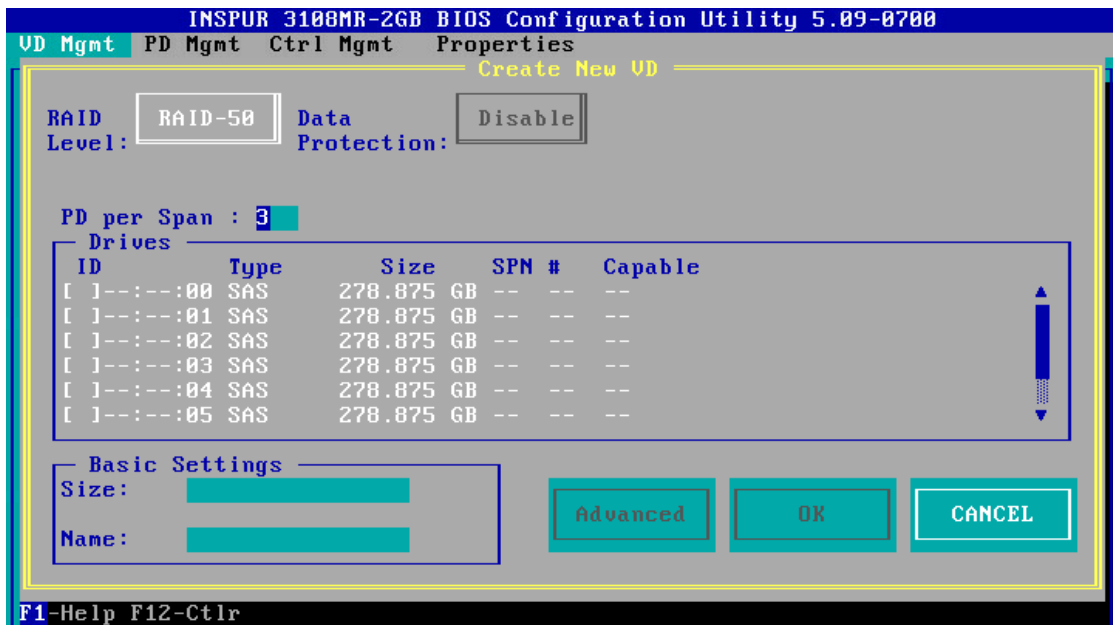 INSPUR 3108MR-2GB BIOS Configuration Utility 5.09-0700
VD Mgmt PD Mgmt Ctrl Mgmt Properties
Create New VD
RAID Level: RAID-50 Data Protection: Disable
PD per Span : 3
Drives
ID Type Size SPN # Capable
[ ]--:--:00 SAS 278.875 GB -- -- --
[ ]--:--:01 SAS 278.875 GB -- -- --
[ ]--:--:02 SAS 278.875 GB -- -- --
[ ]--:--:03 SAS 278.875 GB -- -- --
[ ]--:--:04 SAS 278.875 GB -- -- --
[ ]--:--:05 SAS 278.875 GB -- -- --
Basic Settings
Size:
Name:
Advanced OK CANCEL
F1-Help F12-Ctlr